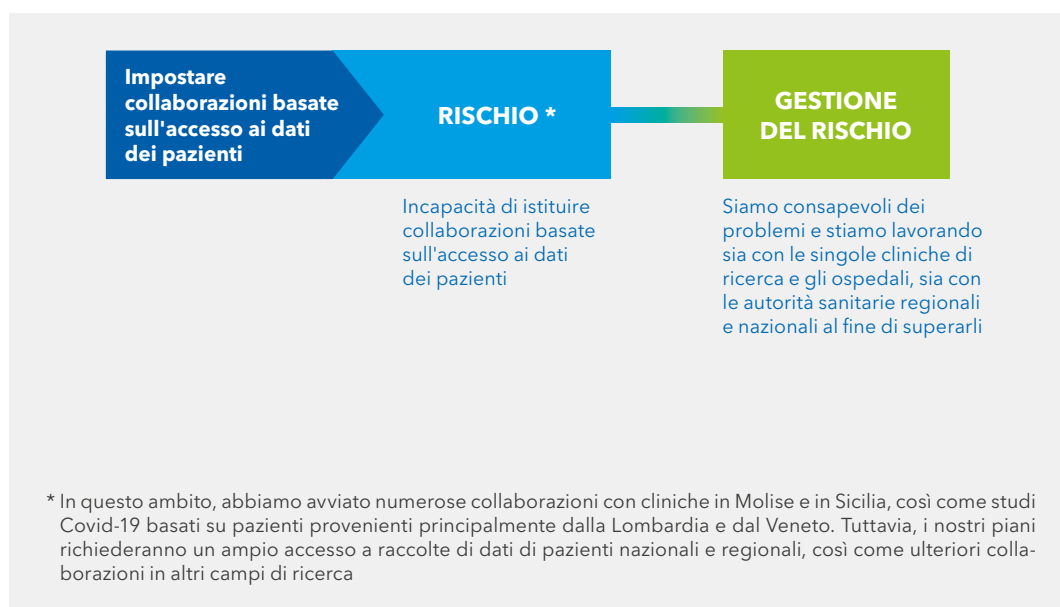 Impostare
collaborazioni basate
sull'accesso ai dati
dei pazienti
RISCHIO *
GESTIONE
DEL RISCHIO
Incapacità di istituire
collaborazioni basate
sull'accesso ai dati
dei pazienti
Siamo consapevoli dei
problemi e stiamo lavorando
sia con le singole cliniche di
ricerca e gli ospedali, sia con
le autorità sanitarie regionali
e nazionali al fine di superarli
* In questo ambito, abbiamo avviato numerose collaborazioni con cliniche in Molise e in Sicilia, così come studi
Covid-19 basati su pazienti provenienti principalmente dalla Lombardia e dal Veneto. Tuttavia, i nostri piani
richiederanno un ampio accesso a raccolte di dati di pazienti nazionali e regionali, così come ulteriori colla-
borazioni in altri campi di ricerca